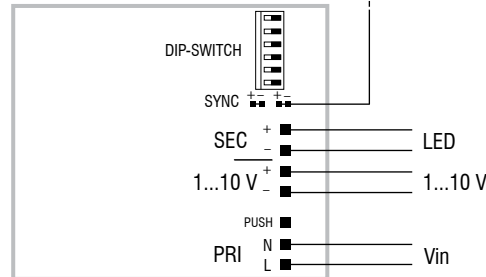 DIP-SWITCH
SYNC + - + -
SEC + - LED
1...10 V + - 1...10 V
PUSH
PRI N L Vin